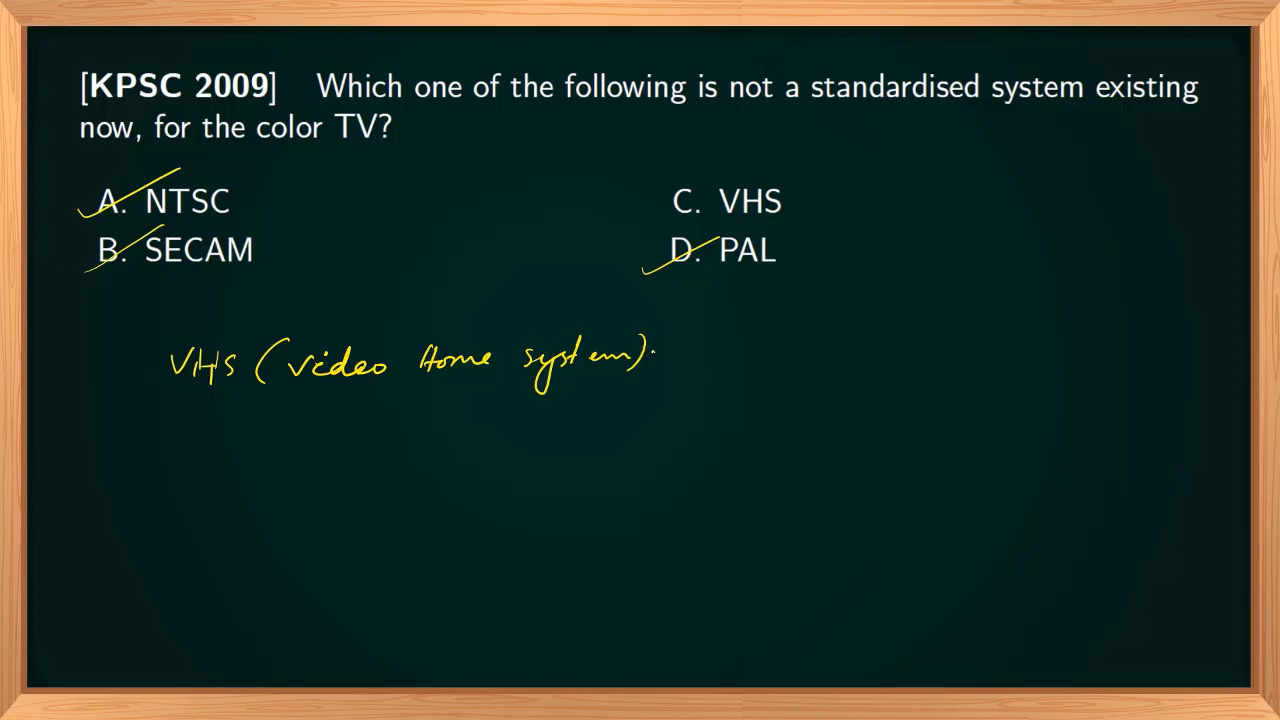 [KPSC 2009] Which one of the following is not a standardised system existing
now, for the color TV?
A. NTSC
C. VHS
B. SECAM
D. PAL
VHS (Video Home system).